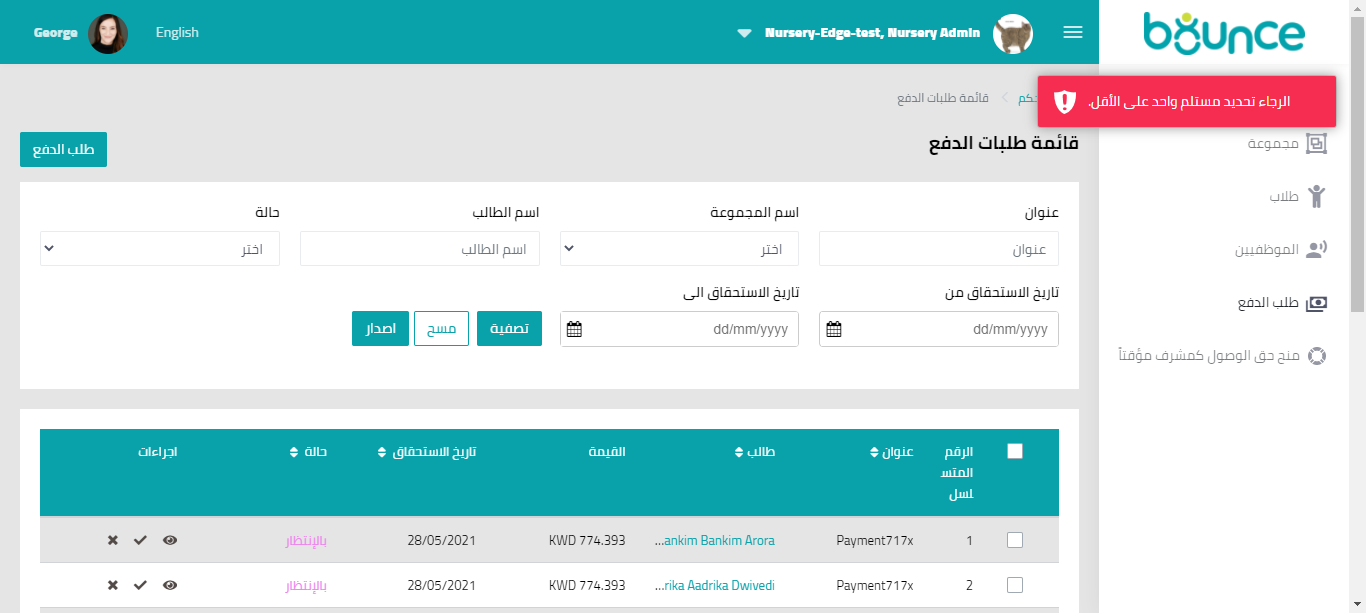 bounce
Nursery-Edge-test, Nursery Admin
English
George
الرجاء تحديد مستلم واحد على الأقل.
قائمة طلبات الدفع
قائمة طلبات الدفع
طلب الدفع
مجموعة
طلاب
الموظفيين
طلب الدفع
منح حق الوصول كمشرف مؤقتاً
عنوان
اسم المجموعة
اسم الطالب
حالة
عنوان
اختر
اسم الطالب
اختر
تاريخ الاستحقاق من
تاريخ الاستحقاق الى
dd/mm/yyyy
dd/mm/yyyy
تصفية
مسح
اصدار
الرقم المتسلسل
عنوان
طالب
القيمة
تاريخ الاستحقاق
حالة
اجراءات
1 Payment717x ...ankim Bankim Arora KWD 774.393 28/05/2021 بالإنتظار
2 Payment717x ...rika Aadrika Dwivedi KWD 774.393 28/05/2021 بالإنتظار